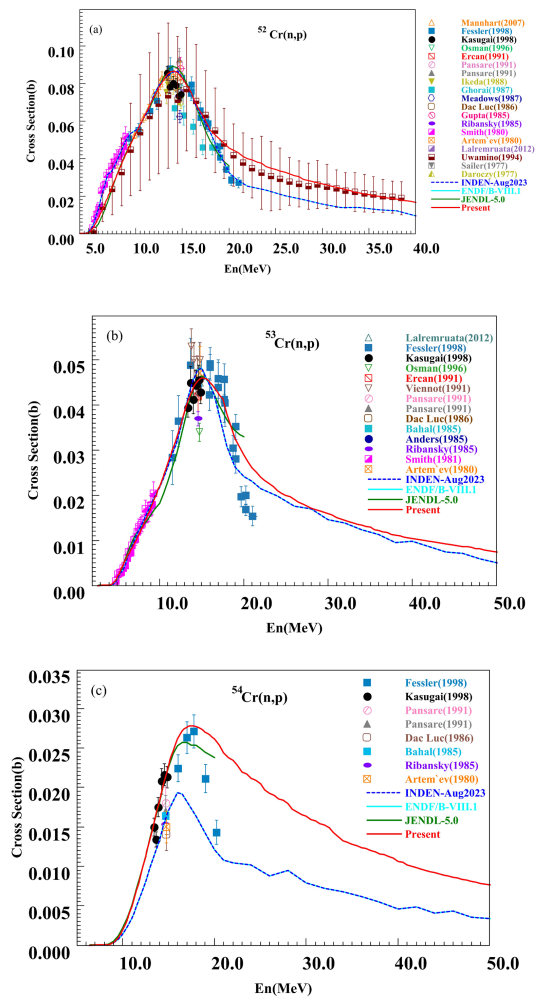 (a)
⁵²Cr(n,p)
Cross Section(b)
0.10
0.08
0.06
0.04
0.02
0.00
5.0 10.0 15.0 20.0 25.0 30.0 35.0 40.0
En(MeV)
Mannhart(2007)
Fessler(1998)
Kasugai(1998)
Osman(1996)
Ercan(1991)
Pansare(1991)
Pansare(1991)
Ikeda(1988)
Ghorai(1987)
Meadows(1987)
Dac Luc(1986)
Gupta(1985)
Ribansky(1985)
Smith(1980)
Artem`ev(1980)
Lalremruata(2012)
Uwamino(1994)
Sailer(1977)
Daroczy(1977)
INDEN-Aug2023
ENDF/B-VIII.1
JENDL-5.0
Present
(b)
⁵³Cr(n,p)
Cross Section(b)
0.05
0.04
0.03
0.02
0.01
0.00
10.0 20.0 30.0 40.0 50.0
En(MeV)
Lalremruata(2012)
Fessler(1998)
Kasugai(1998)
Osman(1996)
Ercan(1991)
Viennot(1991)
Pansare(1991)
Pansare(1991)
Dac Luc(1986)
Bahal(1985)
Anders(1985)
Ribansky(1985)
Smith(1981)
Artem`ev(1980)
INDEN-Aug2023
ENDF/B-VIII.1
JENDL-5.0
Present
(c)
⁵⁴Cr(n,p)
Cross Section(b)
0.035
0.030
0.025
0.020
0.015
0.010
0.005
0.000
10.0 20.0 30.0 40.0 50.0
En(MeV)
Fessler(1998)
Kasugai(1998)
Pansare(1991)
Pansare(1991)
Dac Luc(1986)
Bahal(1985)
Ribansky(1985)
Artem`ev(1980)
INDEN-Aug2023
ENDF/B-VIII.1
JENDL-5.0
Present